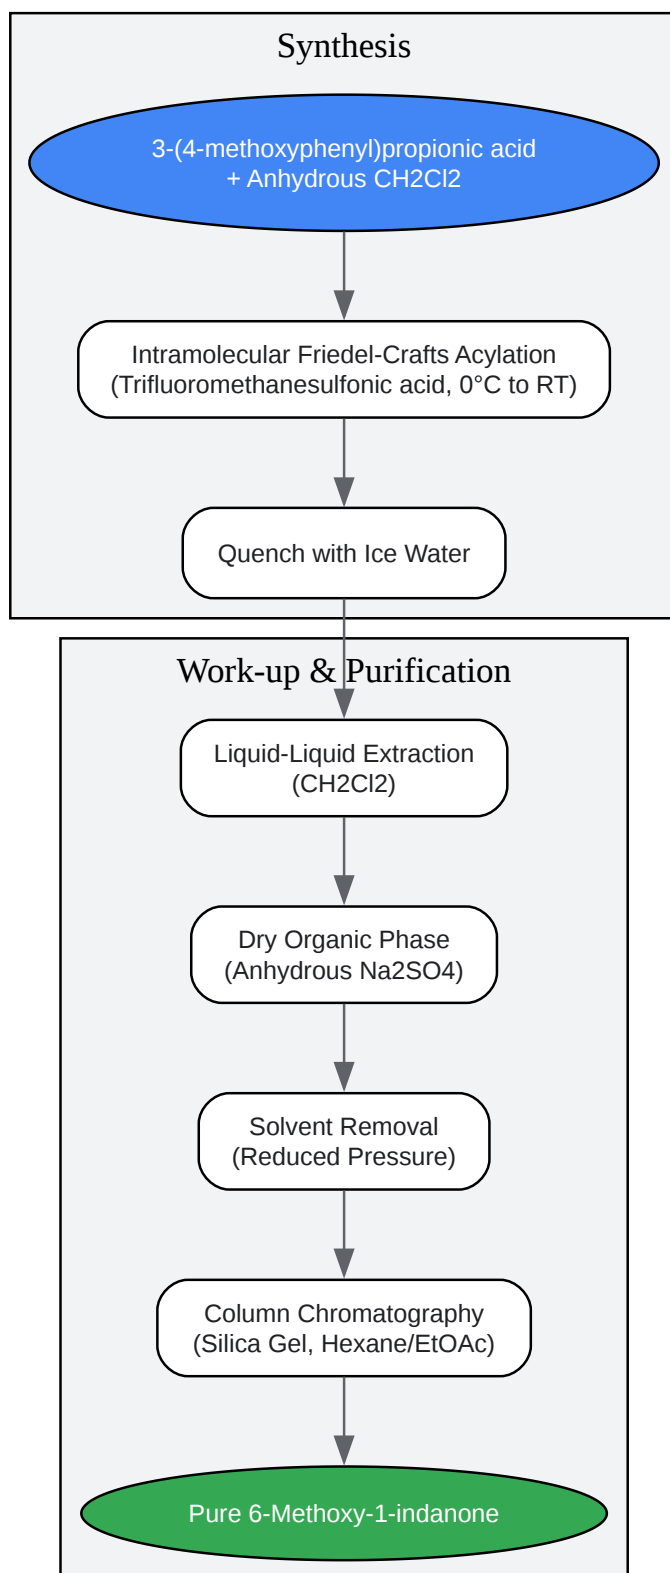 Synthesis
3-(4-methoxyphenyl)propionic acid
+ Anhydrous CH2Cl2
Intramolecular Friedel-Crafts Acylation
(Trifluoromethanesulfonic acid, 0°C to RT)
Quench with Ice Water
Work-up & Purification
Liquid-Liquid Extraction
(CH2Cl2)
Dry Organic Phase
(Anhydrous Na2SO4)
Solvent Removal
(Reduced Pressure)
Column Chromatography
(Silica Gel, Hexane/EtOAc)
Pure 6-Methoxy-1-indanone